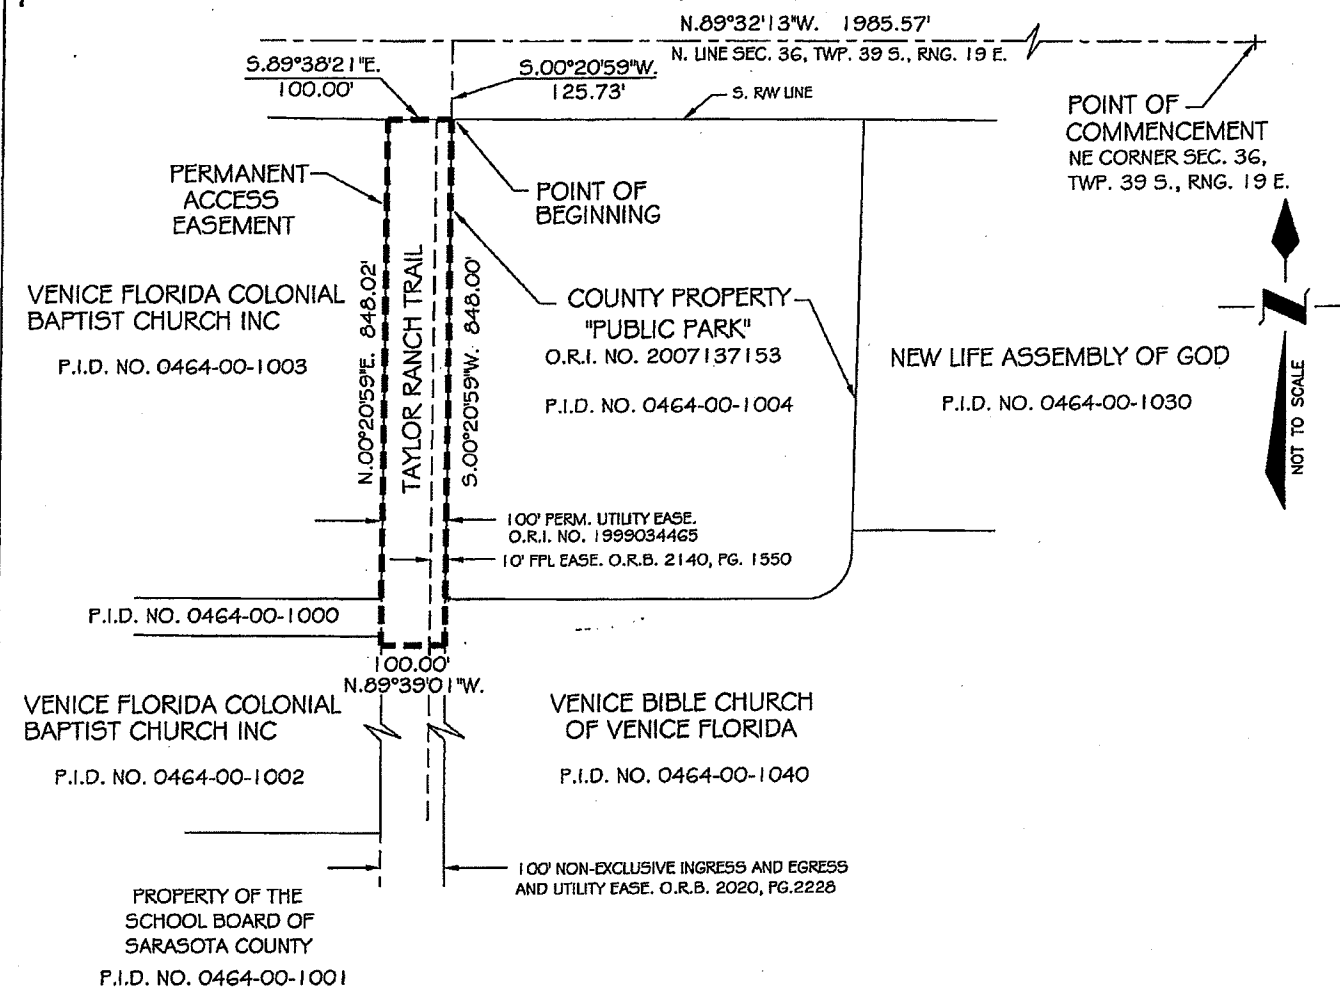 N.89°32'13"W. 1985.57'
N. LINE SEC. 36, TWP. 39 S., RNG. 19 E.
S.89°38'21"E.
100.00'
S.00°20'59"W.
125.73'
S. R/W LINE
POINT OF
COMMENCEMENT
NE CORNER SEC. 36,
TWP. 39 S., RNG. 19 E.
PERMANENT
ACCESS
EASEMENT
POINT OF
BEGINNING
VENICE FLORIDA COLONIAL
BAPTIST CHURCH INC
P.I.D. NO. 0464-00-1003
N.00°20'59"E. 848.02'
TAYLOR RANCH TRAIL
S.00°20'59"W. 848.00'
COUNTY PROPERTY
"PUBLIC PARK"
O.R.I. NO. 2007137153
P.I.D. NO. 0464-00-1004
NEW LIFE ASSEMBLY OF GOD
P.I.D. NO. 0464-00-1030
N
NOT TO SCALE
100' PERM. UTILITY EASE.
O.R.I. NO. 1999034465
10' FPL EASE. O.R.B. 2140, PG. 1550
P.I.D. NO. 0464-00-1000
100.00'
N.89°39'01"W.
VENICE FLORIDA COLONIAL
BAPTIST CHURCH INC
P.I.D. NO. 0464-00-1002
VENICE BIBLE CHURCH
OF VENICE FLORIDA
P.I.D. NO. 0464-00-1040
100' NON-EXCLUSIVE INGRESS AND EGRESS
AND UTILITY EASE. O.R.B. 2020, PG.2228
PROPERTY OF THE
SCHOOL BOARD OF
SARASOTA COUNTY
P.I.D. NO. 0464-00-1001